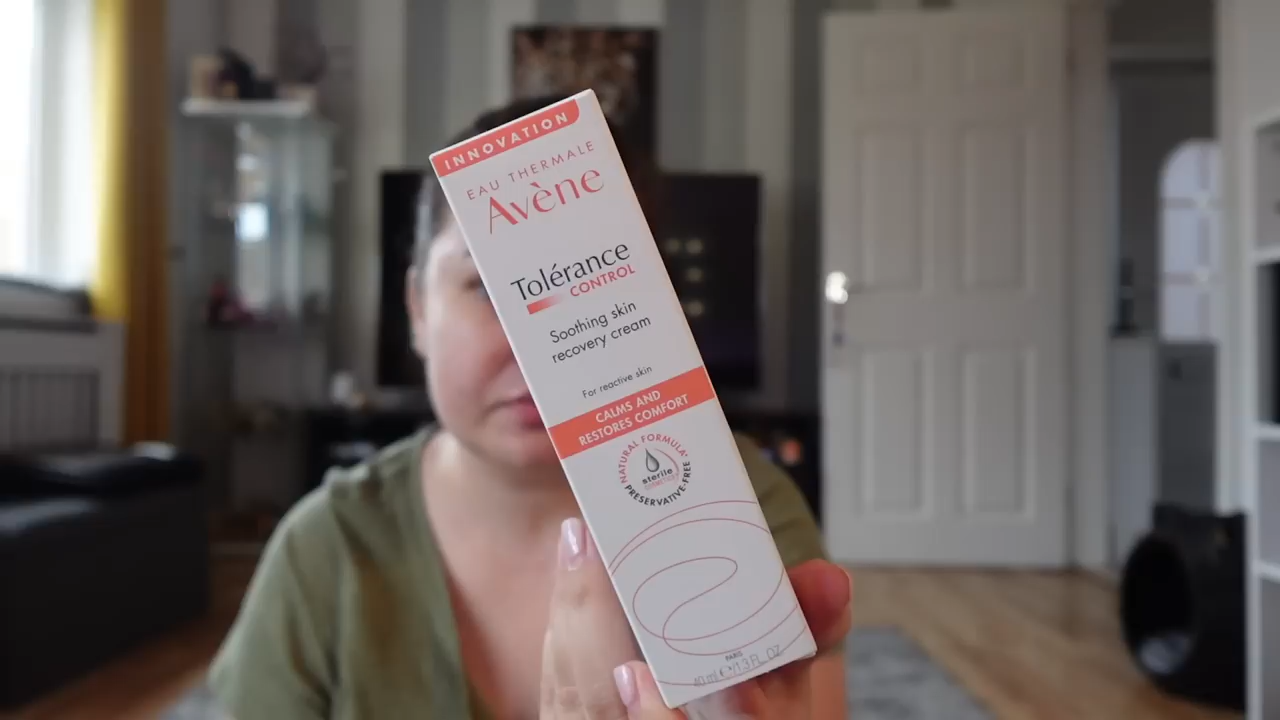 INNOVATION
EAU THERMALE
Avène
Tolérance
CONTROL
Soothing skin
recovery cream
For reactive skin
CALMS AND
RESTORES COMFORT
NATURAL FORMULA*
sterile
COSMETICS
PRESERVATIVE-FREE
PARIS
40 ml ℮/1.3 FL. OZ.